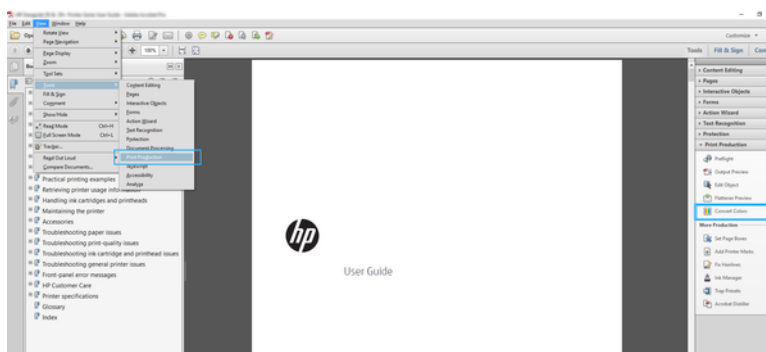 File Edit View Window Help
Customize
Rotate View
Page Navigation
Page Display
Zoom
Tool Sets
Tools
Fill & Sign
Comment
Show/Hide
Read Mode Ctrl+H
Full Screen Mode Ctrl+L
Tracker...
Read Out Loud
Compare Documents...
100%
Tools Fill & Sign
Content Editing
Pages
Interactive Objects
Forms
Action Wizard
Text Recognition
Protection
Document Processing
Print Production
JavaScript
Accessibility
Analyze
Practical printing examples
Retrieving printer usage information
Handling ink cartridges and printheads
Maintaining the printer
Accessories
Troubleshooting paper issues
Troubleshooting print-quality issues
Troubleshooting ink cartridge and printhead issues
Troubleshooting general printer issues
Front-panel error messages
HP Customer Care
Printer specifications
Glossary
Index
hp
User Guide
Content Editing
Pages
Interactive Objects
Forms
Action Wizard
Text Recognition
Protection
Print Production
Preflight
Output Preview
Edit Object
Flattener Preview
Convert Colors
More Production
Set Page Boxes
Add Printer Marks
Fix Hairlines
Ink Manager
Trap Presets
Acrobat Distiller